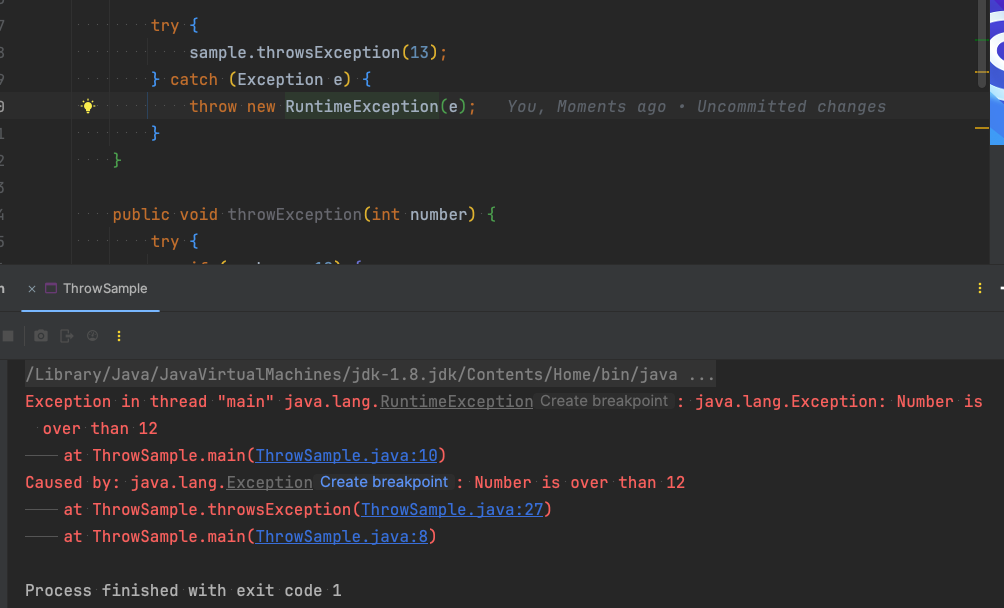 7 try {
8 sample.throwsException(13);
9 } catch (Exception e) {
0 throw new RuntimeException(e); You, Moments ago • Uncommitted changes
1 }
2 }
3
4 public void throwException(int number) {
5 try {
n × ThrowSample
/Library/Java/JavaVirtualMachines/jdk-1.8.jdk/Contents/Home/bin/java ...
Exception in thread "main" java.lang.RuntimeException Create breakpoint : java.lang.Exception: Number is
over than 12
at ThrowSample.main(ThrowSample.java:10)
Caused by: java.lang.Exception Create breakpoint : Number is over than 12
at ThrowSample.throwsException(ThrowSample.java:27)
at ThrowSample.main(ThrowSample.java:8)
Process finished with exit code 1